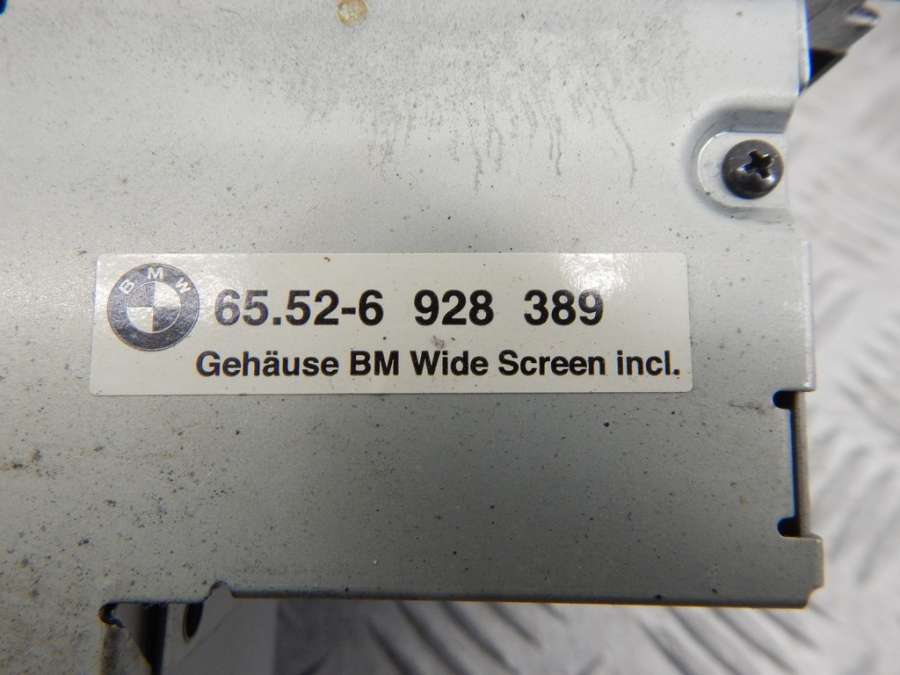 BMW
65.52-6 928 389
Gehäuse BM Wide Screen incl.